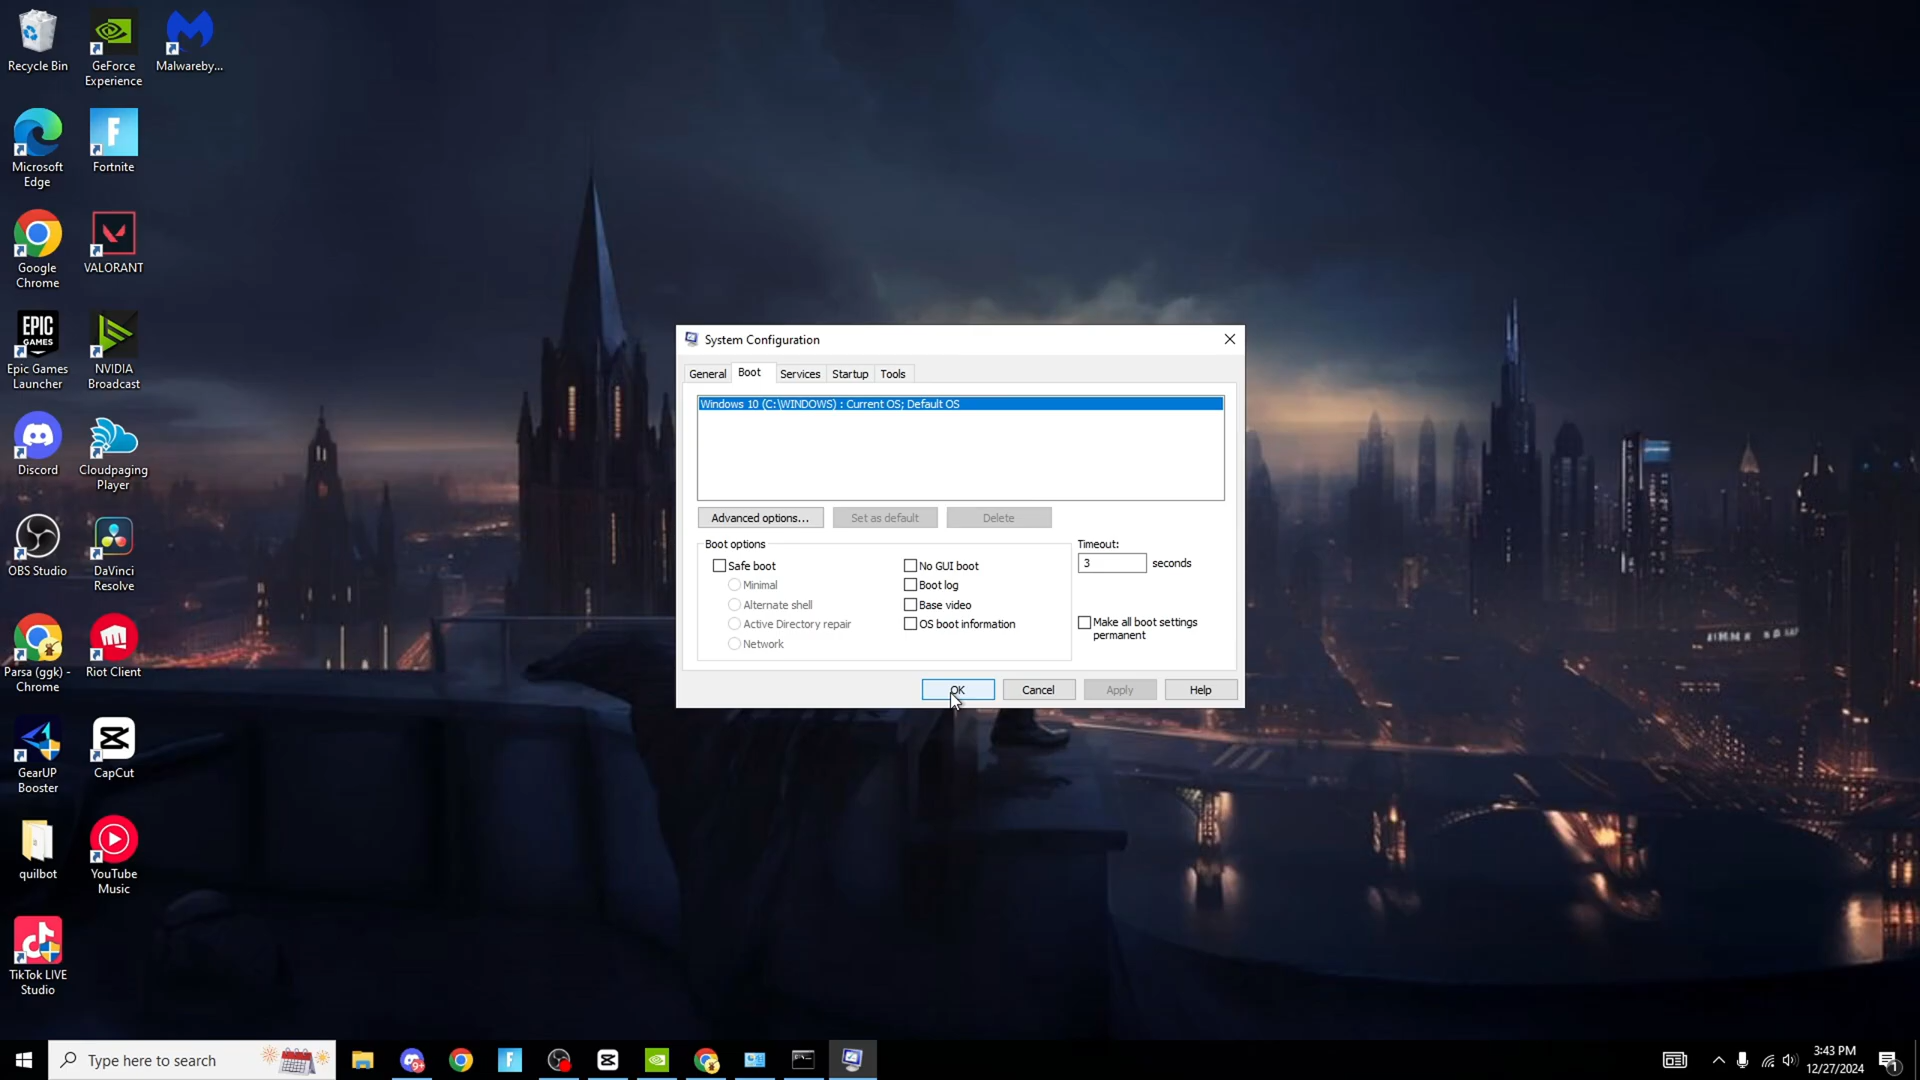 Recycle Bin
GeForce
Experience
Malwareby...
Microsoft
Edge
Fortnite
Google
Chrome
VALORANT
EPIC
GAMES
Epic Games
Launcher
NVIDIA
Broadcast
Discord
Cloudpaging
Player
OBS Studio
DaVinci
Resolve
Parsa (ggk) -
Chrome
Riot Client
GearUP
Booster
CapCut
quilbot
YouTube
Music
TikTok LIVE
Studio
System Configuration
General Boot Services Startup Tools
Windows 10 (C:\WINDOWS) : Current OS; Default OS
Advanced options... Set as default Delete
Boot options
Safe boot
Minimal
Alternate shell
Active Directory repair
Network
No GUI boot
Boot log
Base video
OS boot information
Timeout:
3 seconds
Make all boot settings
permanent
OK Cancel Apply Help
Type here to search
9+
3:43 PM
12/27/2024
1